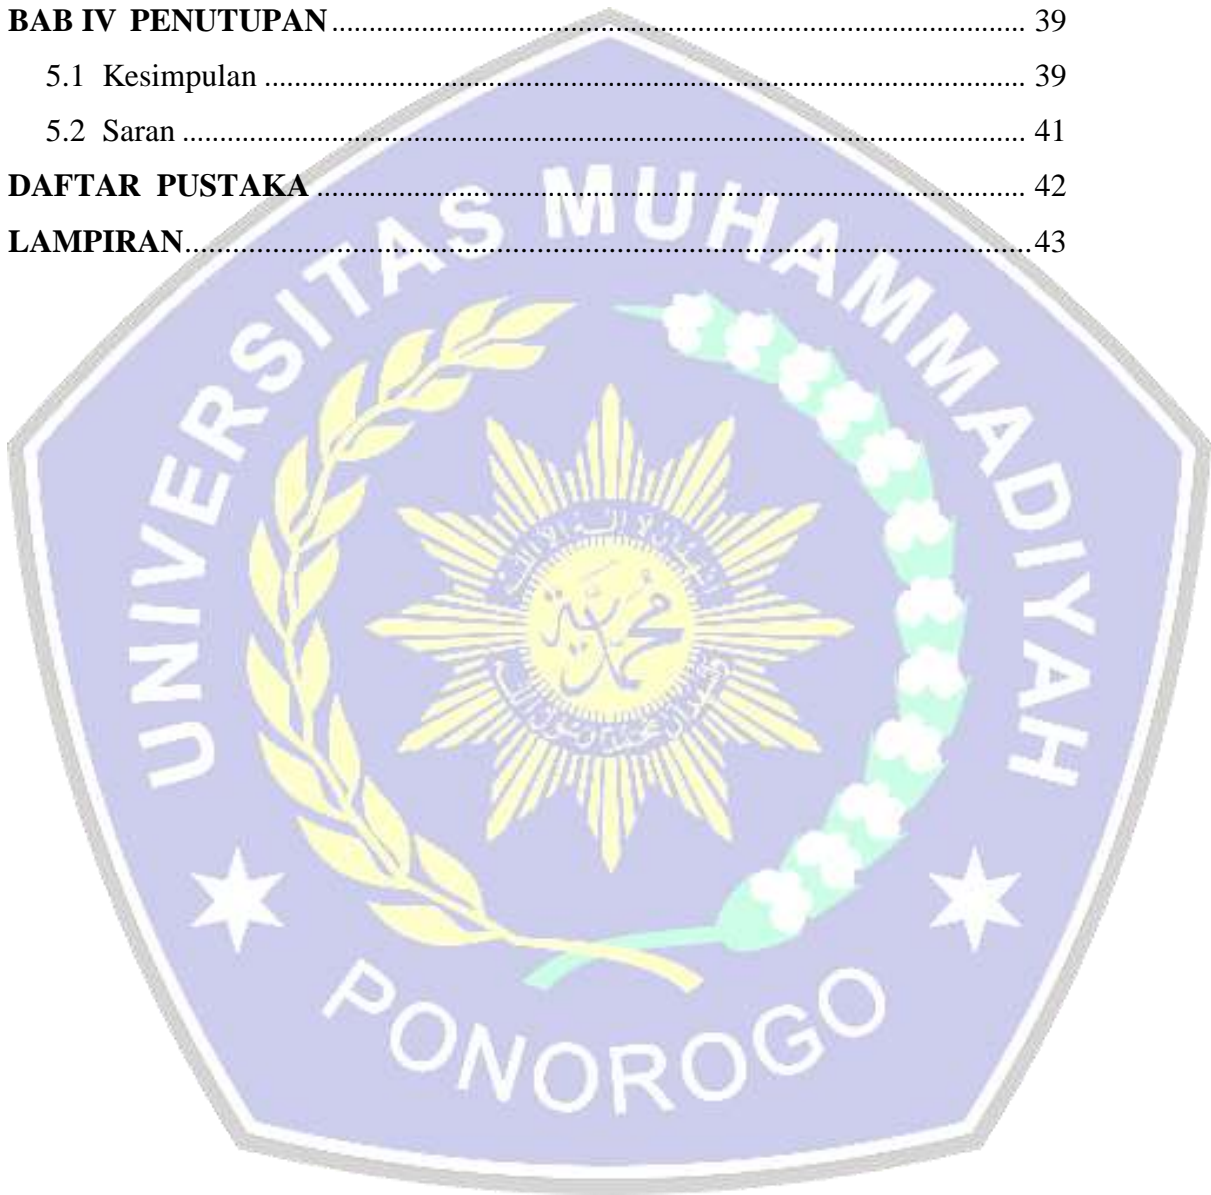 BAB IV PENUTUPAN ........................................................................................... 39
5.1 Kesimpulan .................................................................................................... 39
5.2 Saran ............................................................................................................... 41
DAFTAR PUSTAKA ............................................................................................. 42
LAMPIRAN................................................................................................................43
UNIVERSITAS MUHAMMADIYAH
محمدية
PONOROGO